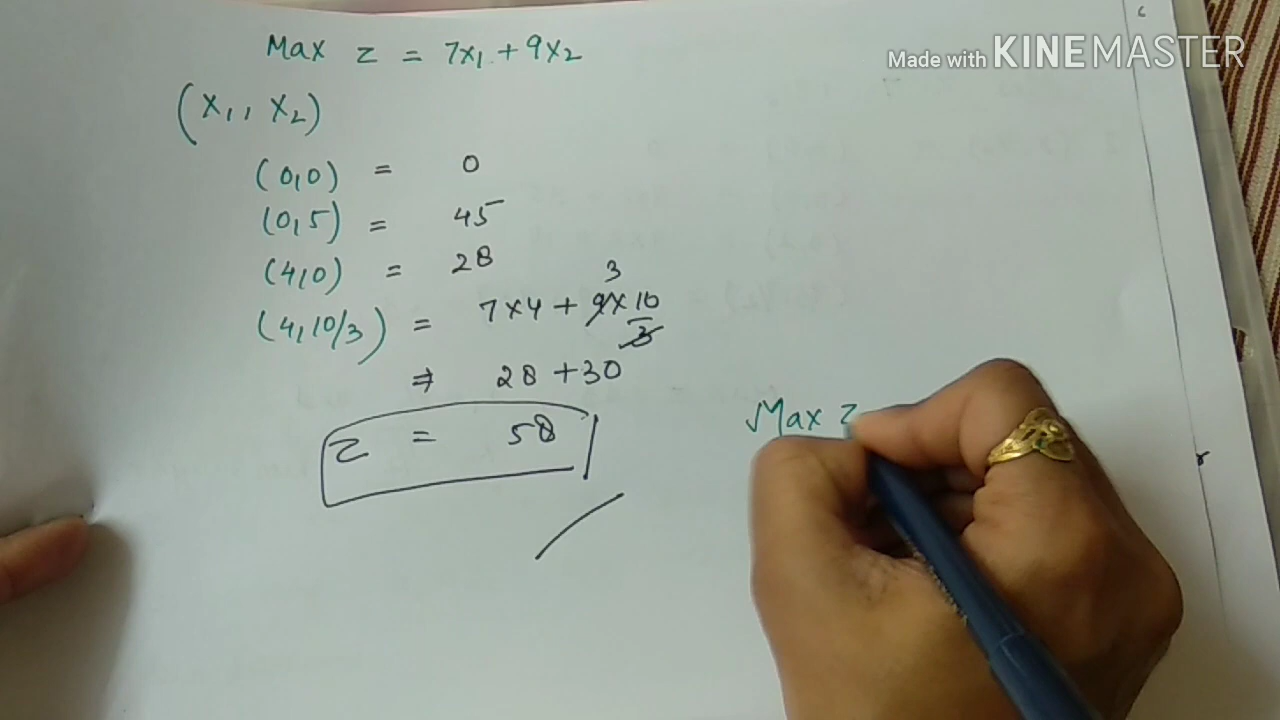 Made with KINEMASTER
Max z = 7x₁ + 9x₂
(x₁, x₂)
(0,0) = 0
(0,5) = 45
(4,0) = 28
(4,10/3) = 7×4 + 9×10/3
3
⇒ 28 + 30
z = 58
Max z